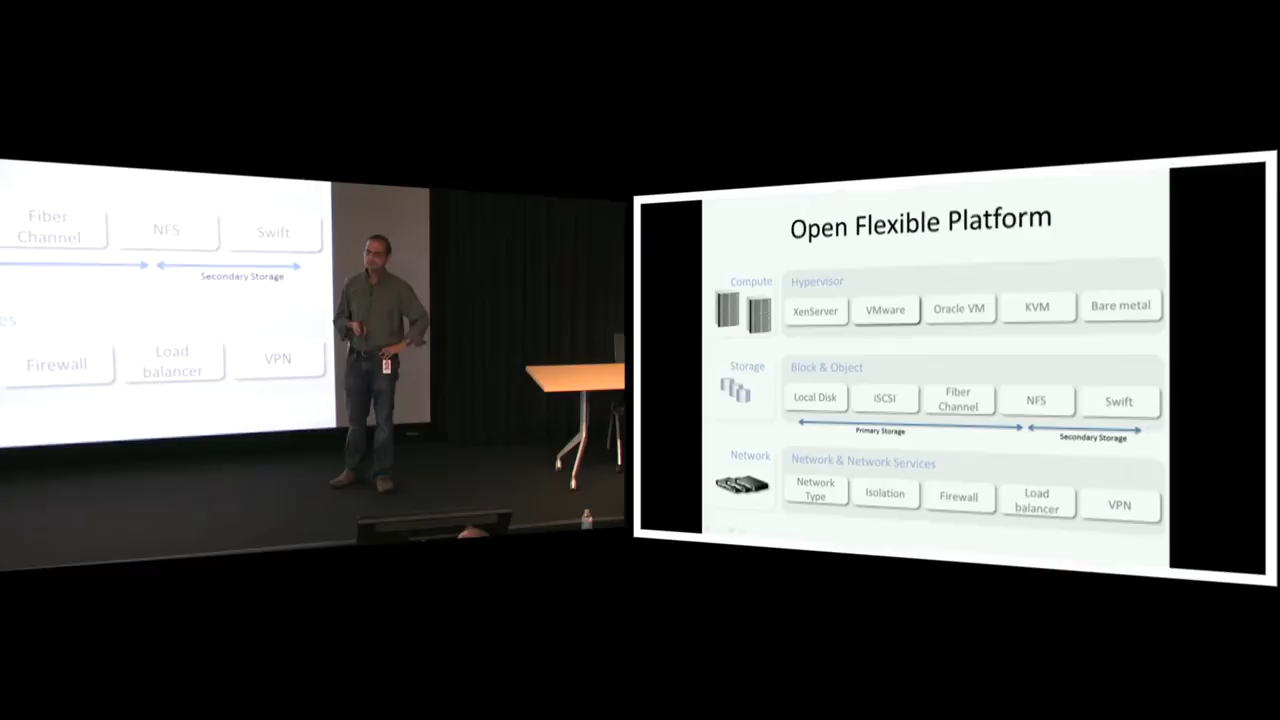 Fiber
Channel
NFS
Swift
Secondary Storage
es
Firewall
Load
balancer
VPN
Open Flexible Platform
Compute
Hypervisor
XenServer
VMware
Oracle VM
KVM
Bare metal
Storage
Block & Object
Local Disk
iSCSI
Fiber
Channel
NFS
Swift
Primary Storage
Secondary Storage
Network
Network & Network Services
Network
Type
Isolation
Firewall
Load
balancer
VPN